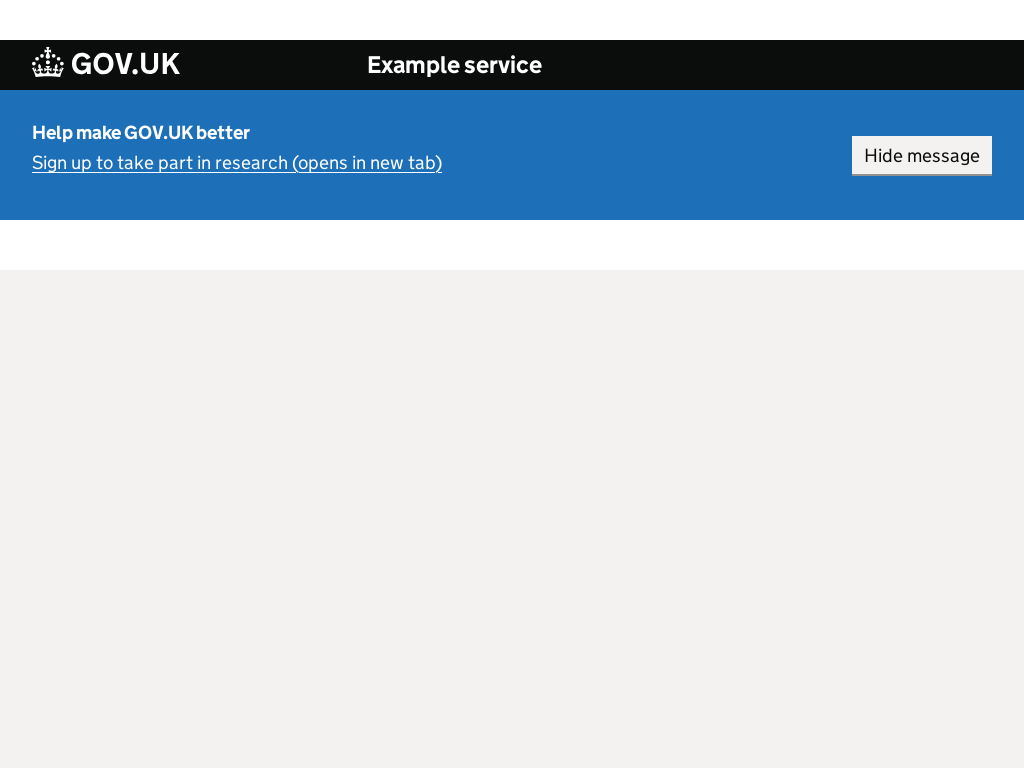 GOV.UK Example service
Help make GOV.UK better
Sign up to take part in research (opens in new tab)
Hide message